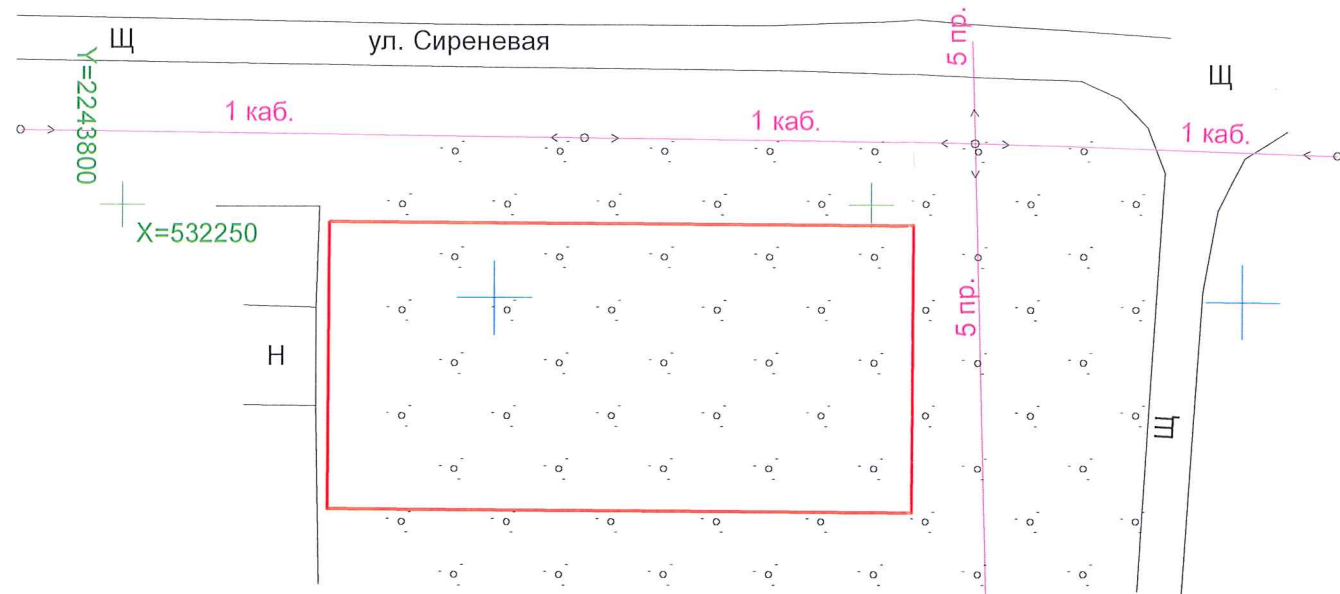 Щ
ул. Сиреневая
5 пр.
Щ
Y=2243800
1 каб.
1 каб.
1 каб.
X=532250
5 пр.
Н
Щ